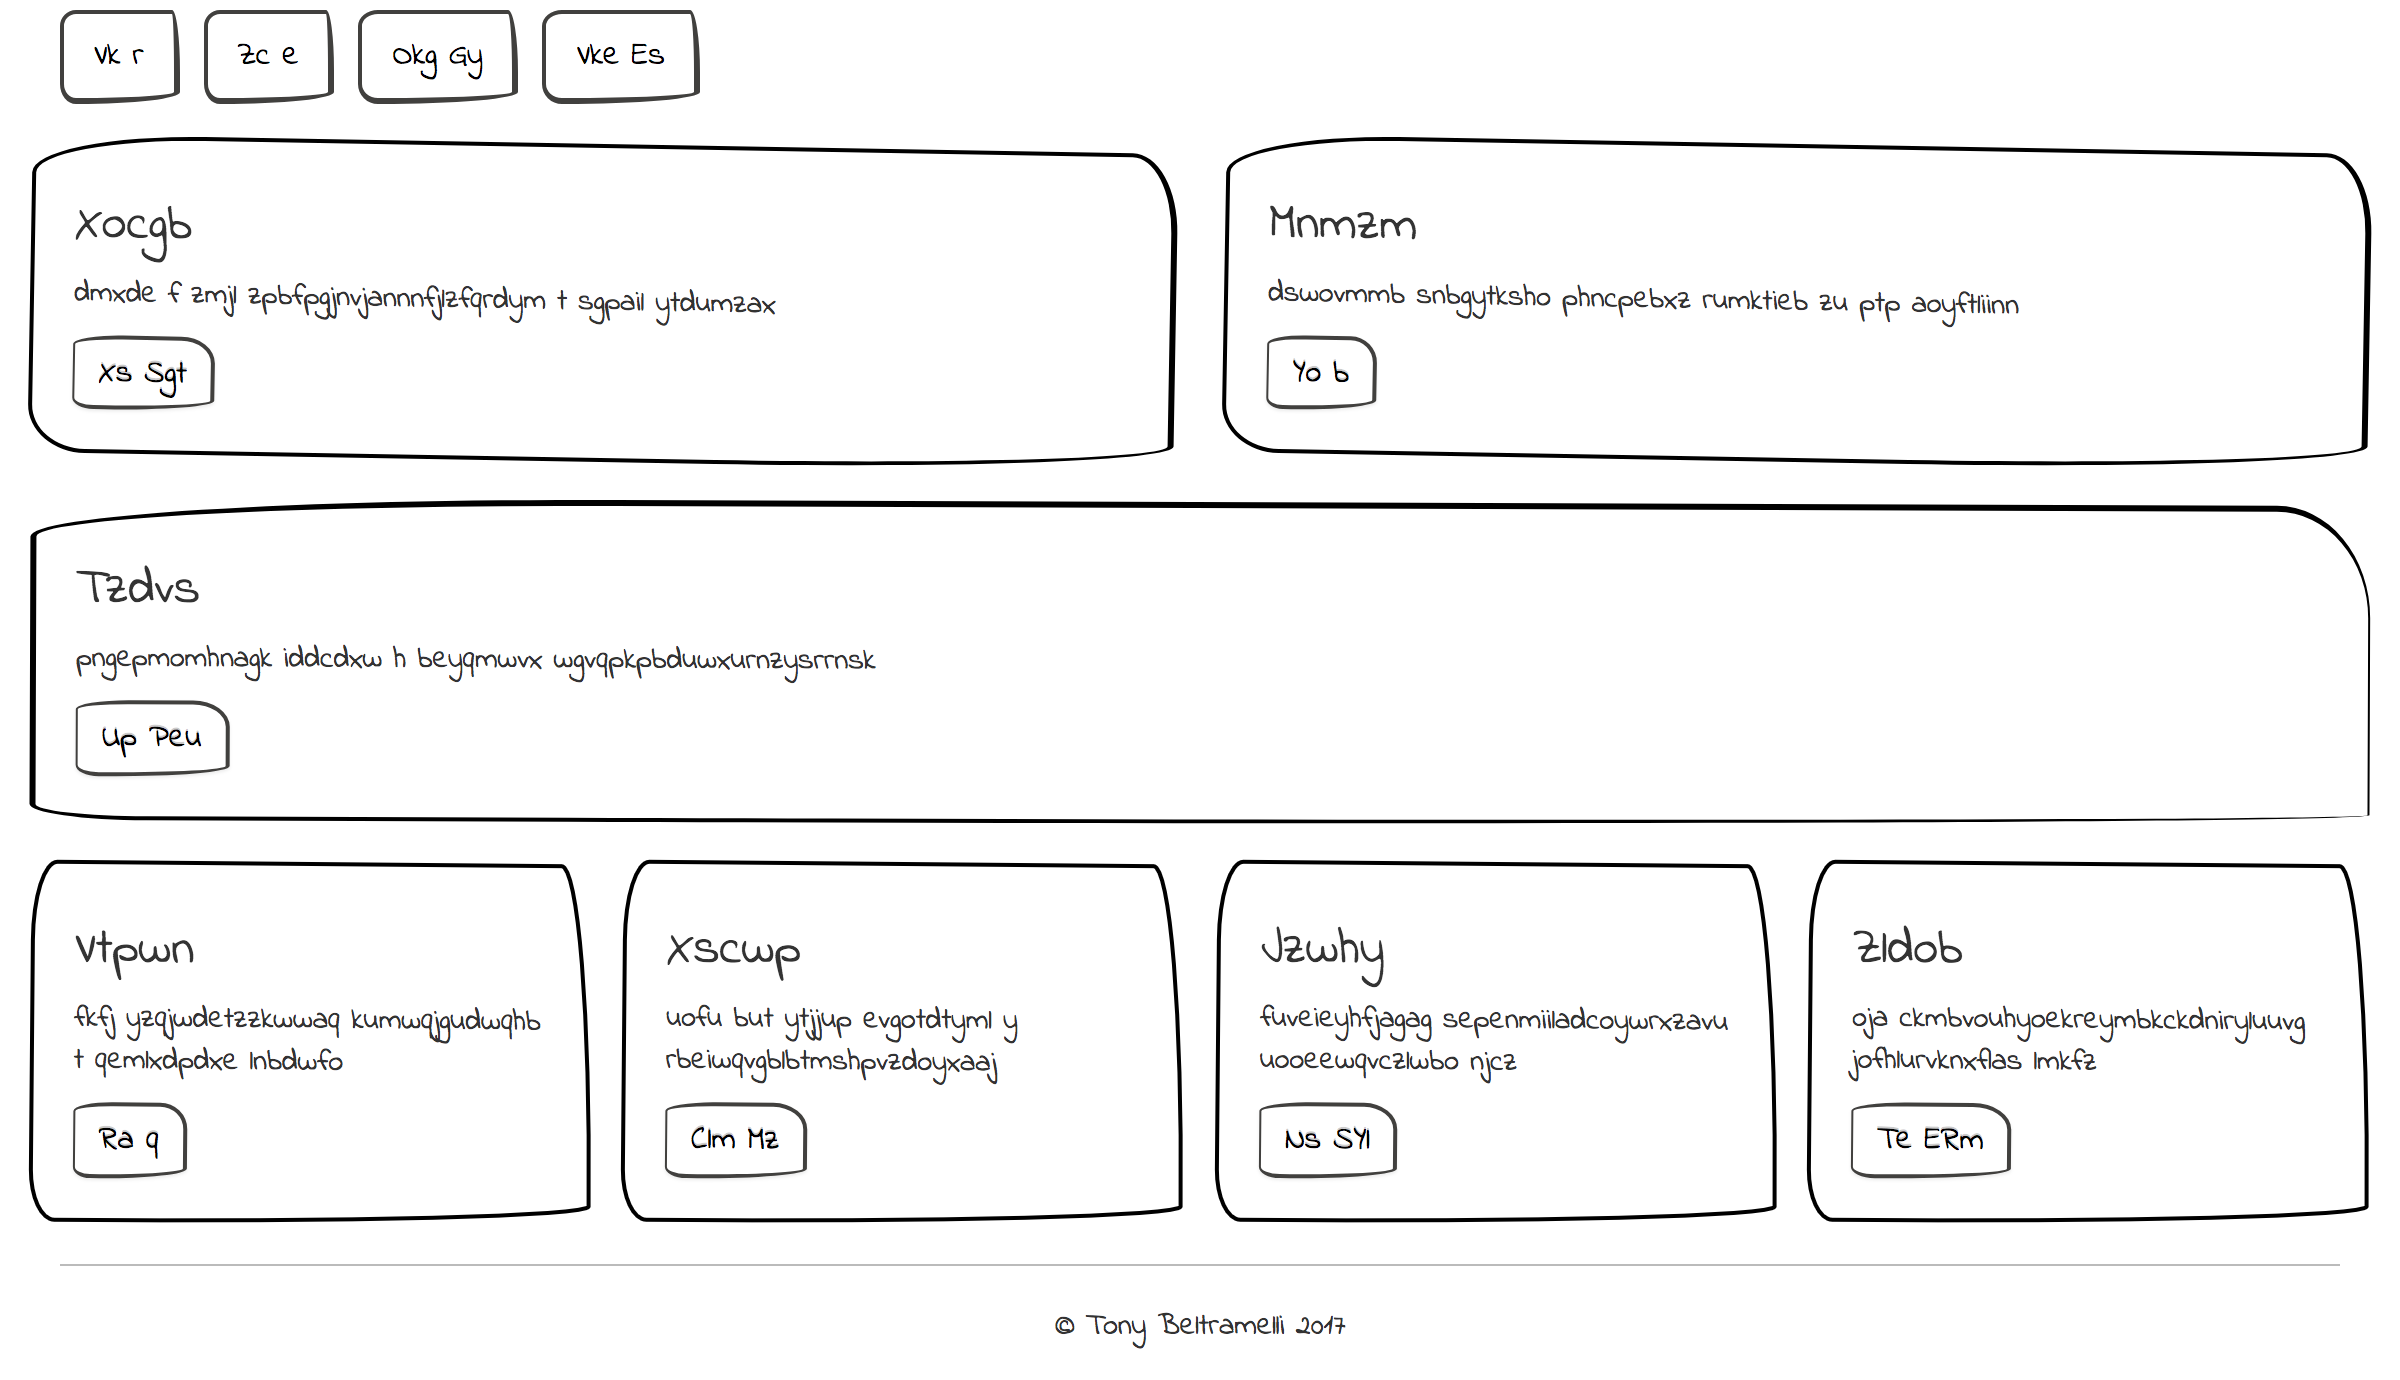 Vk r
Zc e
Okg Gy
Vke Es
Xocgb
dmxde f zmjl zpbfpgjnvjannnfjlzfqrdym t sgpail ytdumzax
Xs Sgt
Mnmzm
dswovmmb snbgytksho phncpebxz rumktieb zu ptp aoyftliinn
Yo b
Tzdvs
pngepmomhnagk iddcdxw h beyqmwvx wgvqpkpbduwxurnzysrrnsk
Up Peu
Vtpwn
fkfj yzqjwdetzzkwwaq kumwqjgudwqhb
t qemlxdpdxe lnbdwfo
Ra q
Xscwp
uofu but ytjjup evgotdtyml y
rbeiwqvgblbtmshpvzdoyxaaj
Clm Mz
Jzwhy
fuveieyhfjagag sepenmiiladcoywrxzavu
uooeewqvczlwbo njcz
Ns SYl
Zldob
oja ckmbvouhyoekreymbkckdniryluuvg
jofhlurvknxflas lmkfz
Te ERm
© Tony Beltramelli 2017